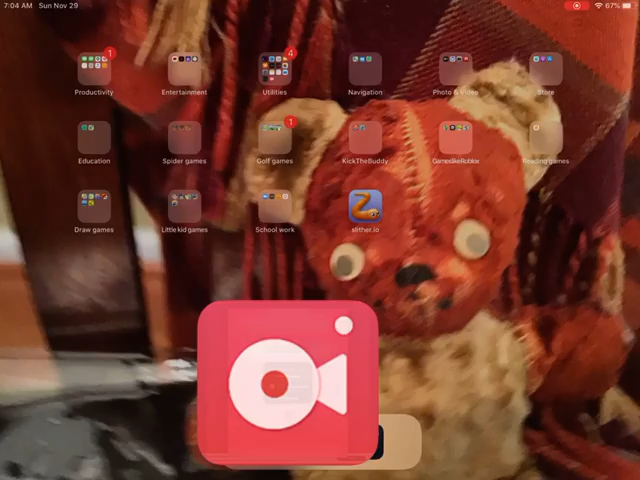 7:04 AM Sun Nov 29 67%
1 4
Productivity Entertainment Utilities Navigation Photo & Video Store
1
Education Spider games Golf games KickTheBuddy GameslikeRoblox Reading games
Draw games Little kid games School work slither.io